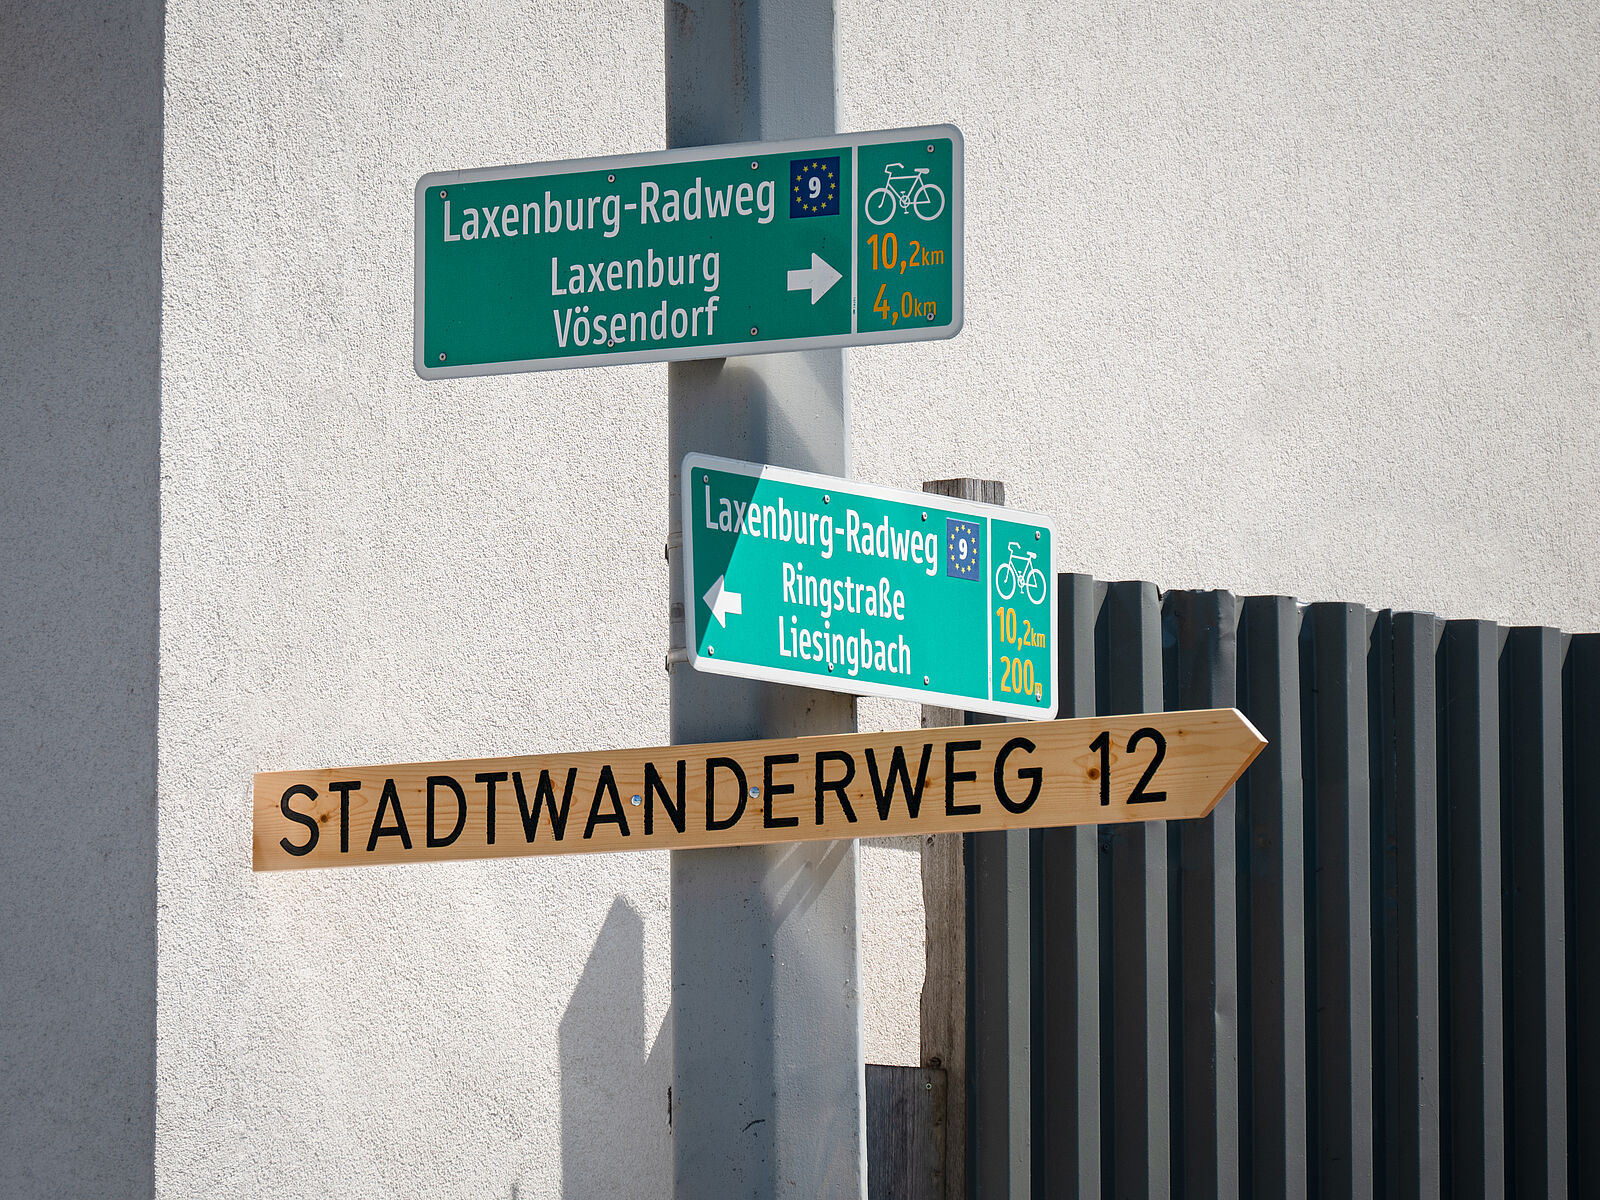 Laxenburg-Radweg 9
Laxenburg 10,2km
Vösendorf 4,0km
Laxenburg-Radweg 9
Ringstraße 10,2km
Liesingbach 200m
STADTWANDERWEG 12